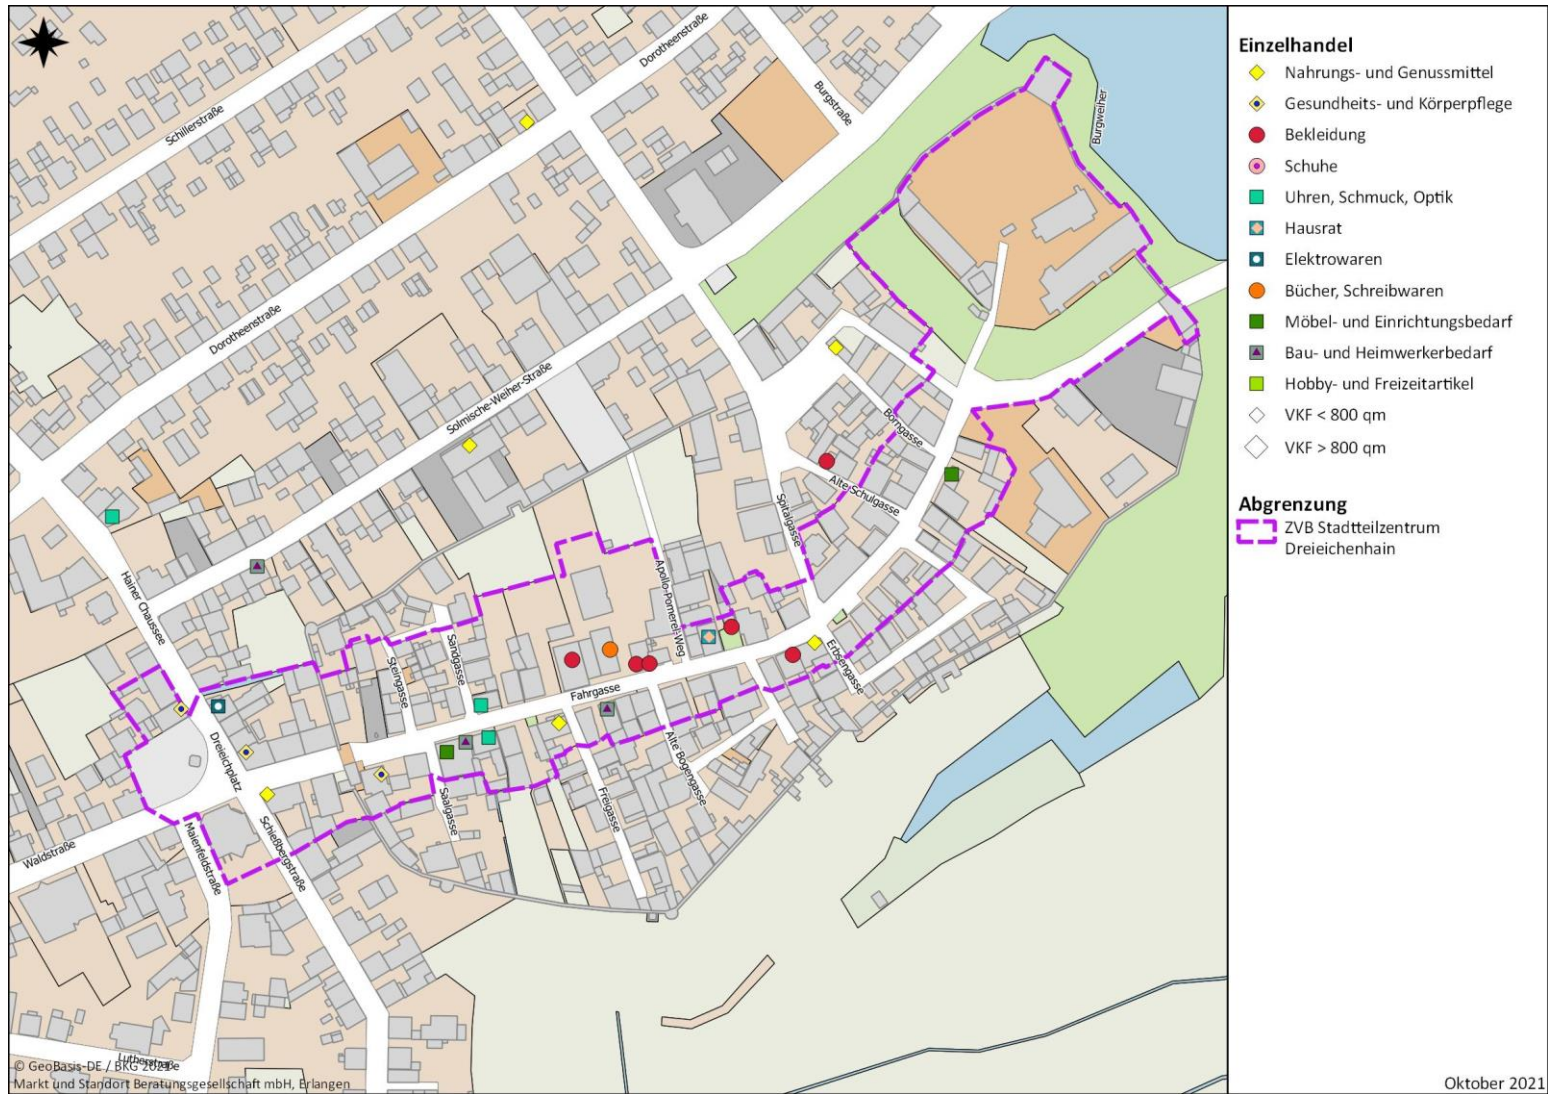 Schillerstraße
Dorotheenstraße
Burgstraße
Burgweiher
Dorotheenstraße
Solmische-Weiher-Straße
Borngasse
Alte Schulgasse
Spitalgasse
Hainer Chaussee
Apollo-Pomerel-Weg
Sandgasse
Steingasse
Erbsengasse
Fahrgasse
Dreieichplatz
Alte Bogengasse
Freigasse
Saalgasse
Schießbergstraße
Maienfeldstraße
Waldstraße
© GeoBasis-DE / BKG 2021
Markt und Standort Beratungsgesellschaft mbH, Erlangen
Einzelhandel
Nahrungs- und Genussmittel
Gesundheits- und Körperpflege
Bekleidung
Schuhe
Uhren, Schmuck, Optik
Hausrat
Elektrowaren
Bücher, Schreibwaren
Möbel- und Einrichtungsbedarf
Bau- und Heimwerkerbedarf
Hobby- und Freizeitartikel
VKF < 800 qm
VKF > 800 qm
Abgrenzung
ZVB Stadtteilzentrum
Dreieichenhain
Oktober 2021